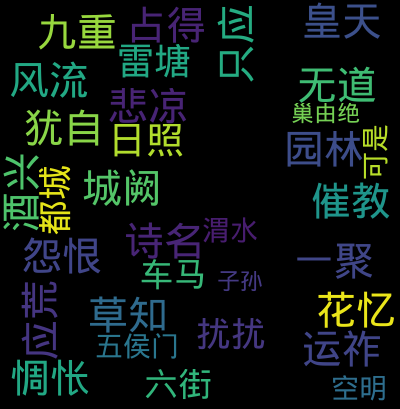 九重
占得
只应
皇天
雷塘
风流
无道
悲凉
巢由绝
犹自
日照
园林
可是
酒兴
都城
城阙
催教
诗名
渭水
怨恨
车马
子孙
一聚
应荒
草知
花忆
五侯门
扰扰
运祚
惆怅
六街
空明